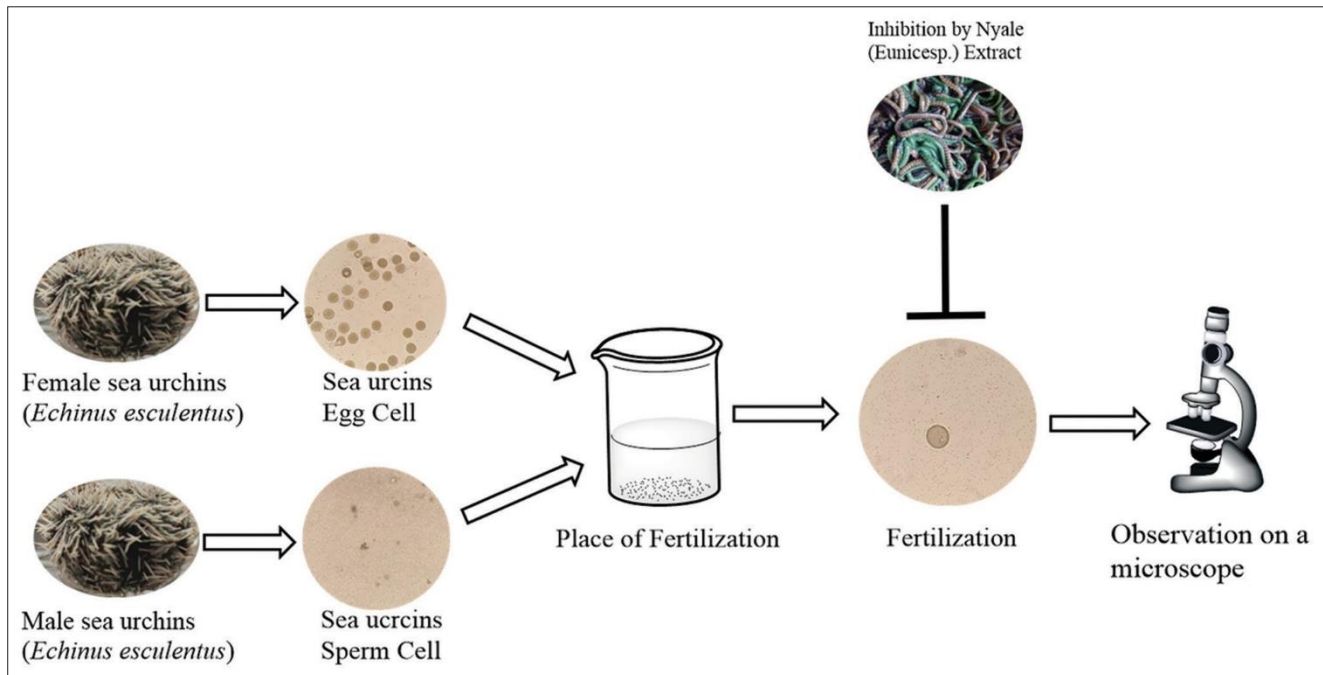 Inhibition by Nyale
(Eunicesp.) Extract
Female sea urchins
(Echinus esculentus)
Sea urcins
Egg Cell
Place of Fertilization
Fertilization
Observation on a
microscope
Male sea urchins
(Echinus esculentus)
Sea ucrcins
Sperm Cell